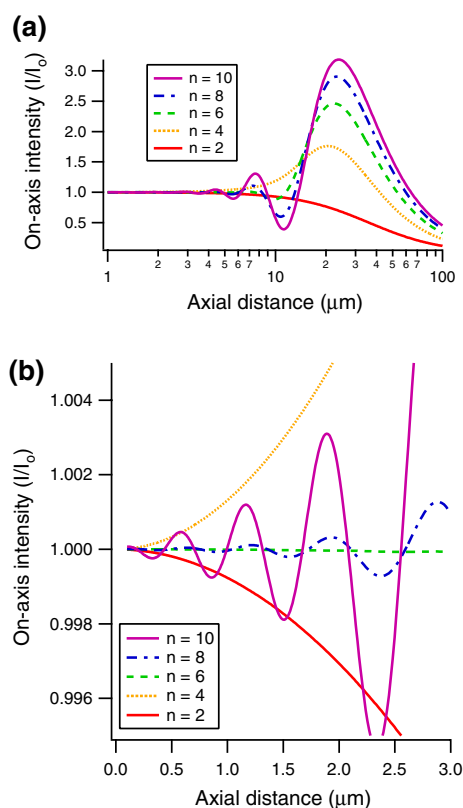 (a)
On-axis intensity (I/Io)
3.0
2.5
2.0
1.5
1.0
0.5
n = 10
n = 8
n = 6
n = 4
n = 2
1 2 3 4 5 6 7 10 2 3 4 5 6 7 100
Axial distance (μm)
(b)
On-axis intensity (I/Io)
1.004
1.002
1.000
0.998
0.996
n = 10
n = 8
n = 6
n = 4
n = 2
0.0 0.5 1.0 1.5 2.0 2.5 3.0
Axial distance (μm)